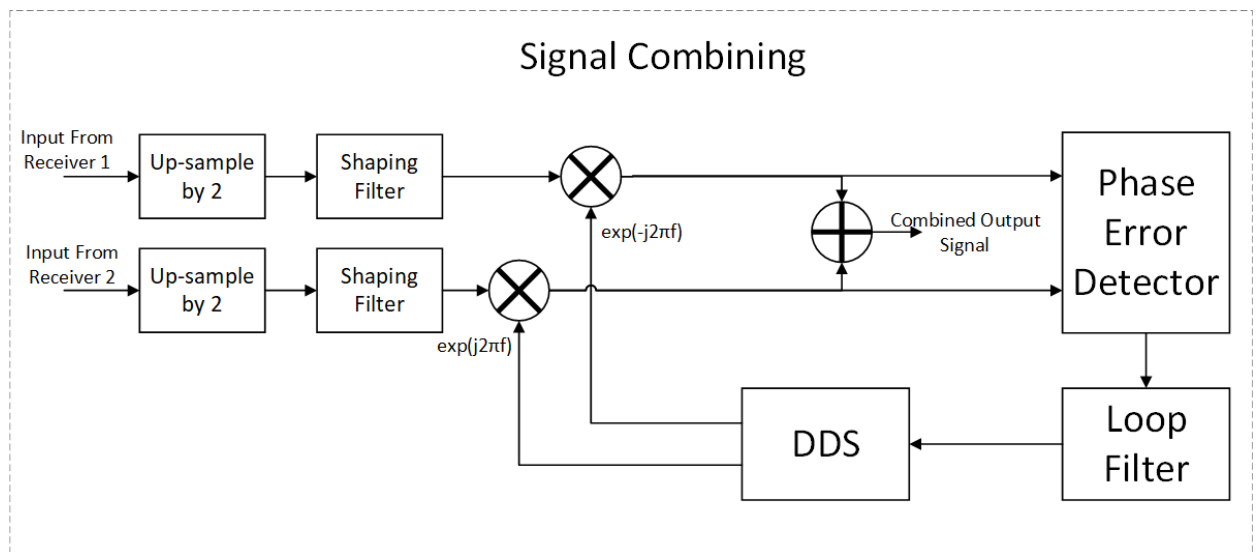 Signal Combining
Input From
Receiver 1
Up-sample
by 2
Shaping
Filter
exp(-j2πf)
Combined Output
Signal
Phase
Error
Detector
Input From
Receiver 2
Up-sample
by 2
Shaping
Filter
exp(j2πf)
DDS
Loop
Filter